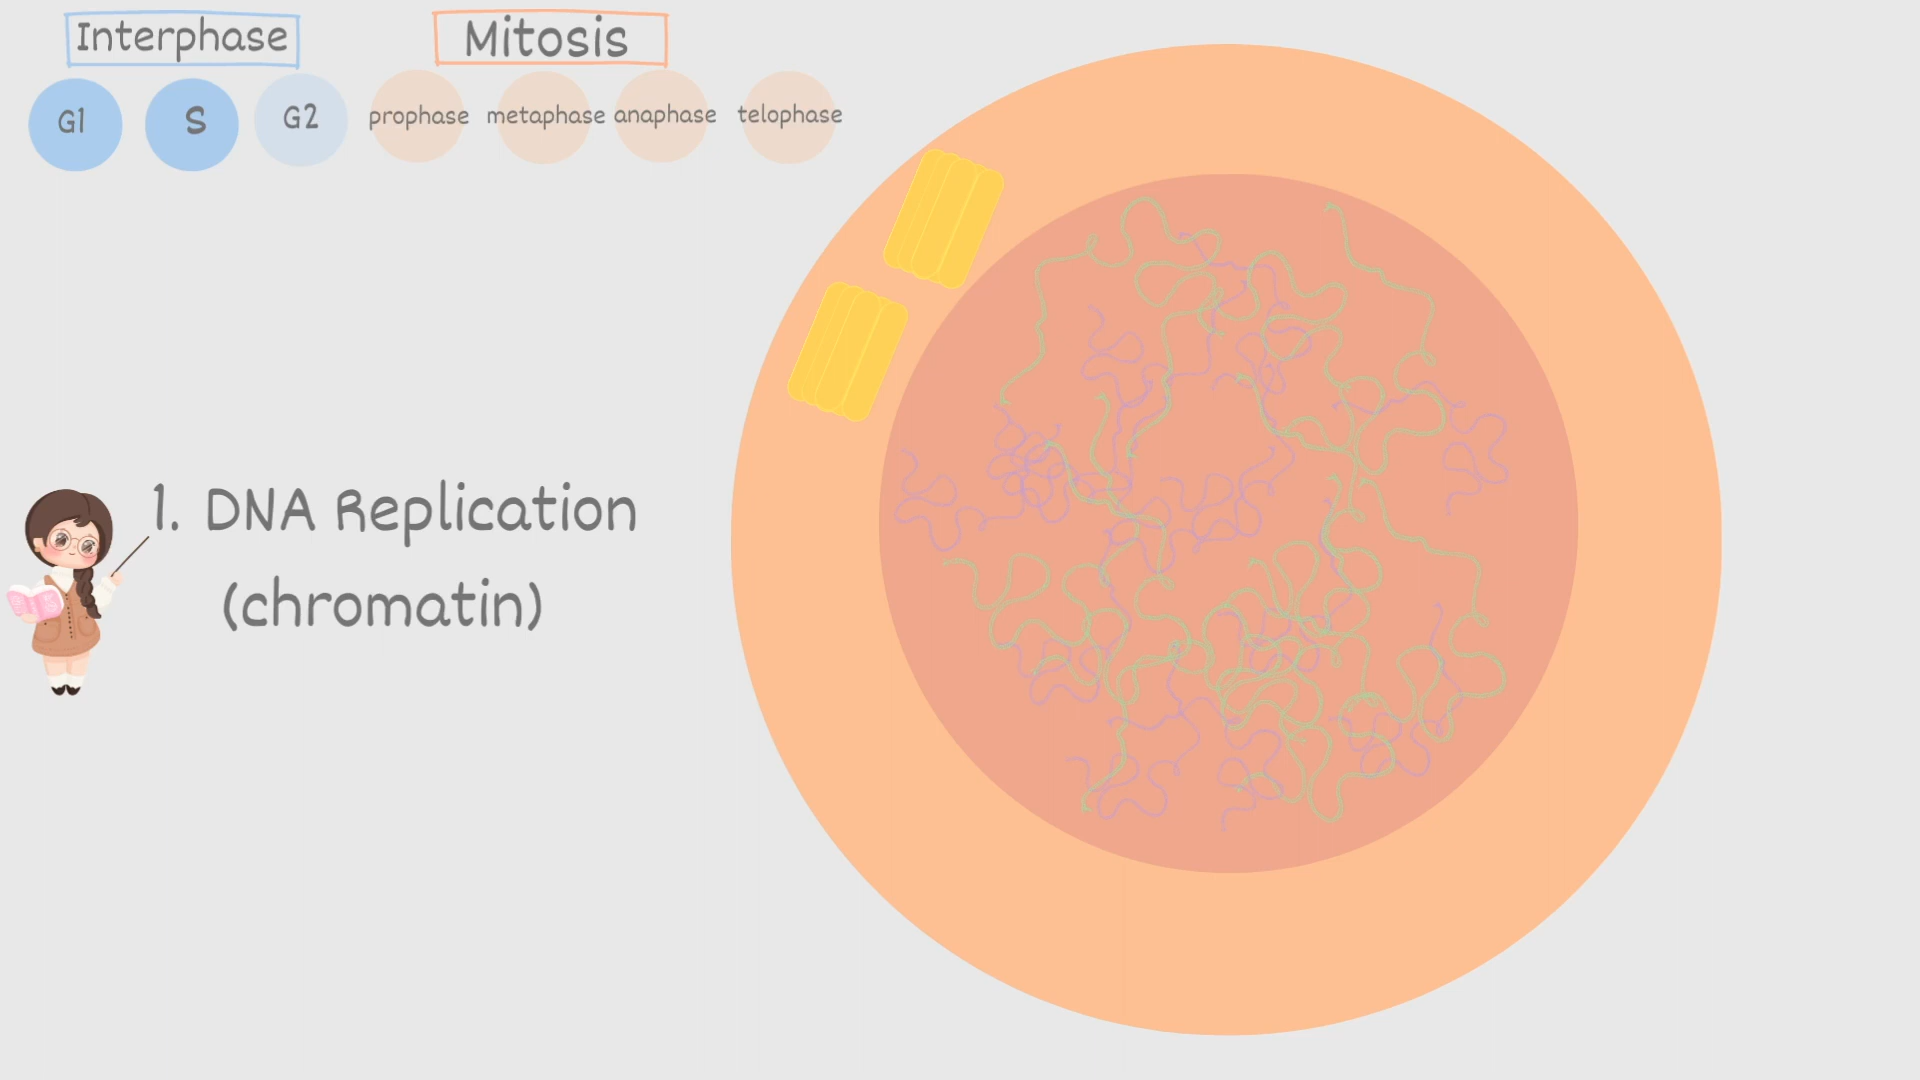 Interphase
Mitosis
G1
S
G2
prophase
metaphase
anaphase
telophase
1. DNA Replication
(chromatin)